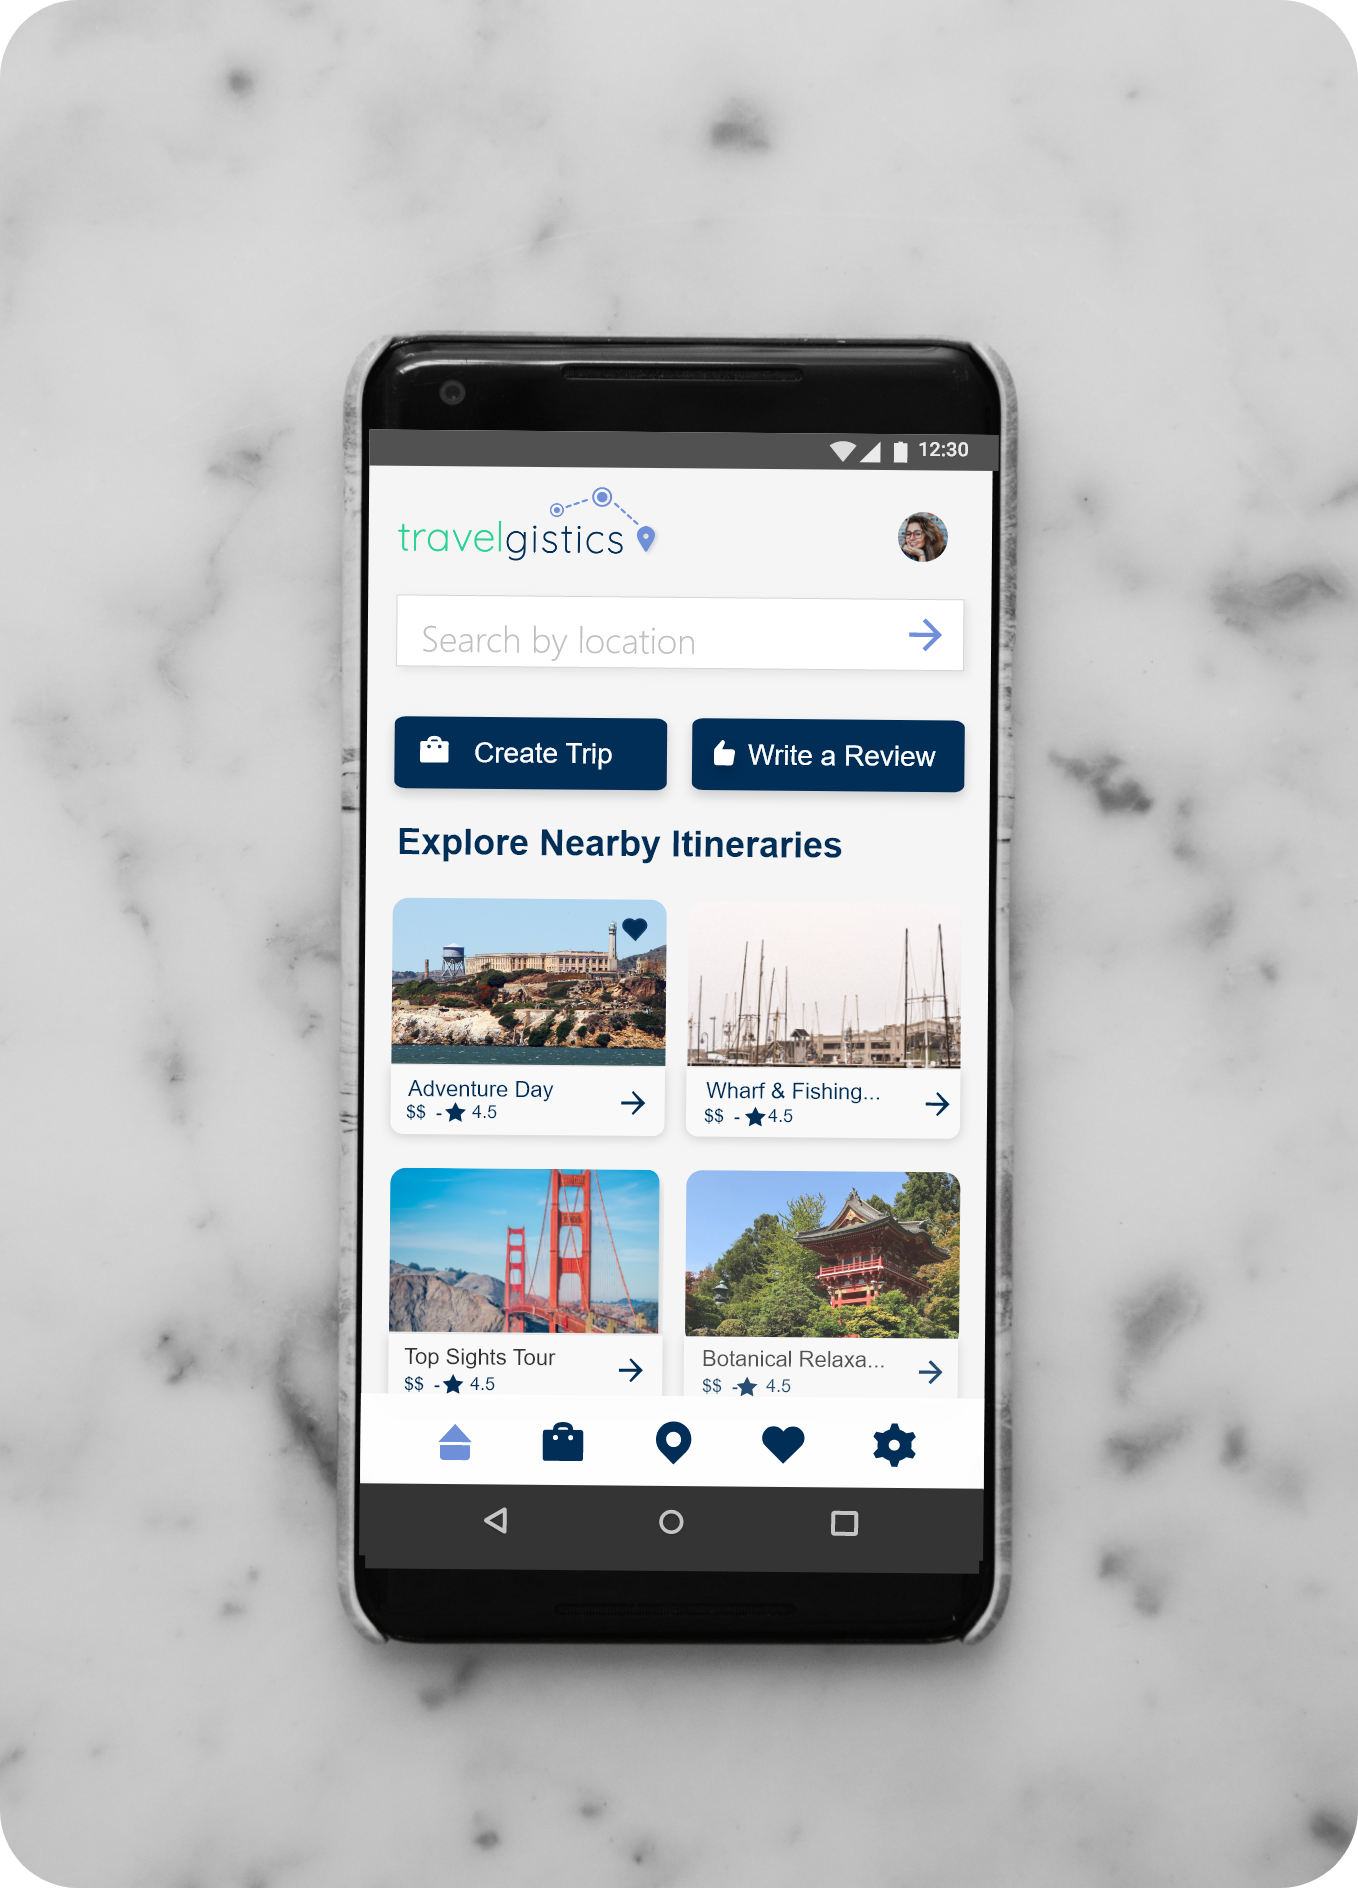 12:30
travelgistics
Search by location
Create Trip
Write a Review
Explore Nearby Itineraries
Adventure Day
$$ - ★ 4.5
Wharf & Fishing...
$$ - ★ 4.5
Top Sights Tour
$$ - ★ 4.5
Botanical Relaxa...
$$ - ★ 4.5